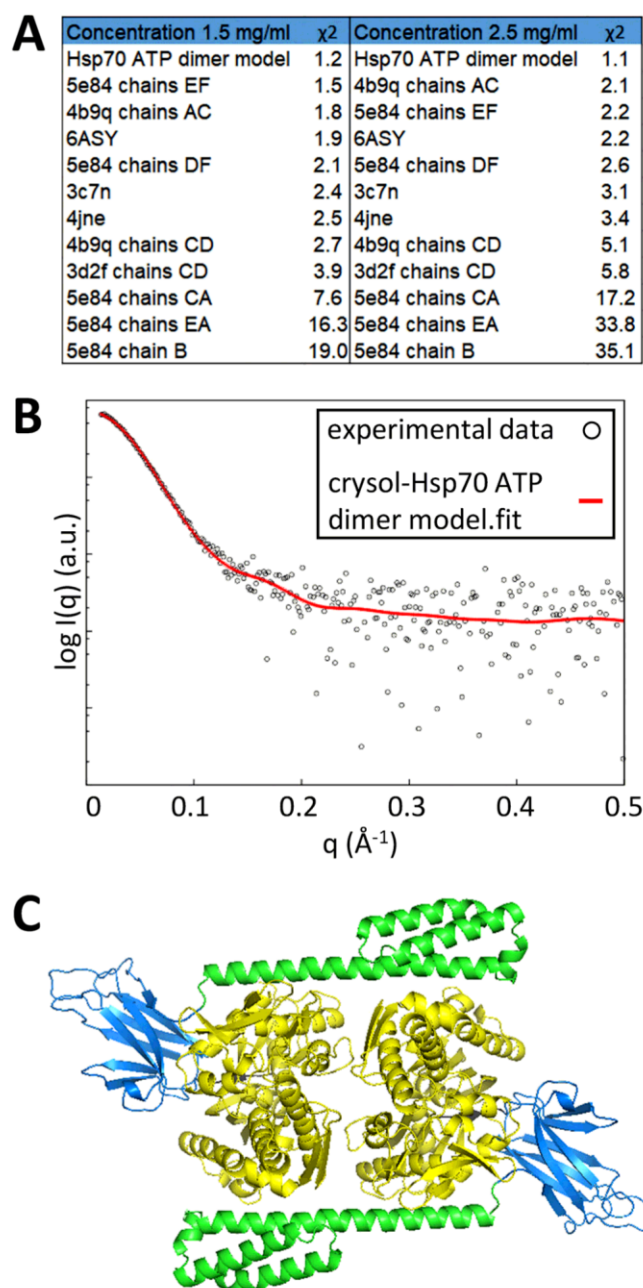 A
Concentration 1.5 mg/ml χ2 Concentration 2.5 mg/ml χ2
Hsp70 ATP dimer model 1.2 Hsp70 ATP dimer model 1.1
5e84 chains EF 1.5 4b9q chains AC 2.1
4b9q chains AC 1.8 5e84 chains EF 2.2
6ASY 1.9 6ASY 2.2
5e84 chains DF 2.1 5e84 chains DF 2.6
3c7n 2.4 3c7n 3.1
4jne 2.5 4jne 3.4
4b9q chains CD 2.7 4b9q chains CD 5.1
3d2f chains CD 3.9 3d2f chains CD 5.8
5e84 chains CA 7.6 5e84 chains CA 17.2
5e84 chains EA 16.3 5e84 chains EA 33.8
5e84 chain B 19.0 5e84 chain B 35.1
B
experimental data
crysol-Hsp70 ATP
dimer model.fit
log I(q) (a.u.)
0 0.1 0.2 0.3 0.4 0.5
q (Å-1)
C